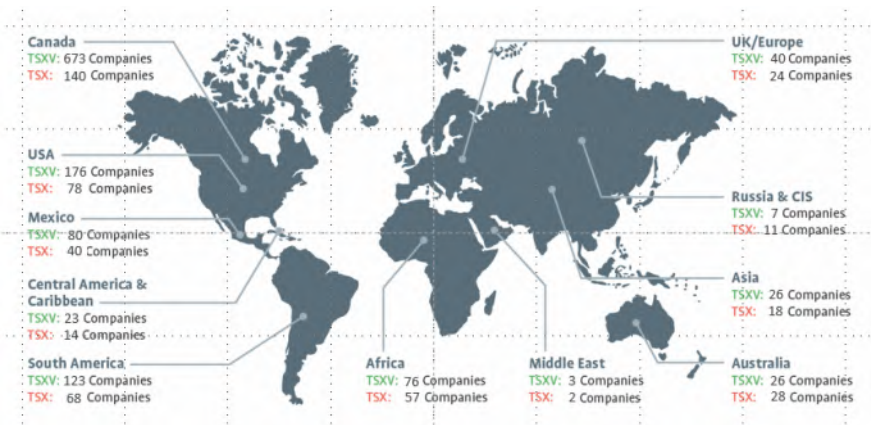 Canada
TSXV: 673 Companies
TSX: 140 Companies
USA
TSXV: 176 Companies
TSX: 78 Companies
Mexico
TSXV: 80 Companies
TSX: 40 Companies
Central America &
Caribbean
TSXV: 23 Companies
TSX: 14 Companies
South America
TSXV: 123 Companies
TSX: 68 Companies
Africa
TSXV: 76 Companies
TSX: 57 Companies
Middle East
TSXV: 3 Companies
TSX: 2 Companies
UK/Europe
TSXV: 40 Companies
TSX: 24 Companies
Russia & CIS
TSXV: 7 Companies
TSX: 11 Companies
Asia
TSXV: 26 Companies
TSX: 18 Companies
Australia
TSXV: 26 Companies
TSX: 28 Companies